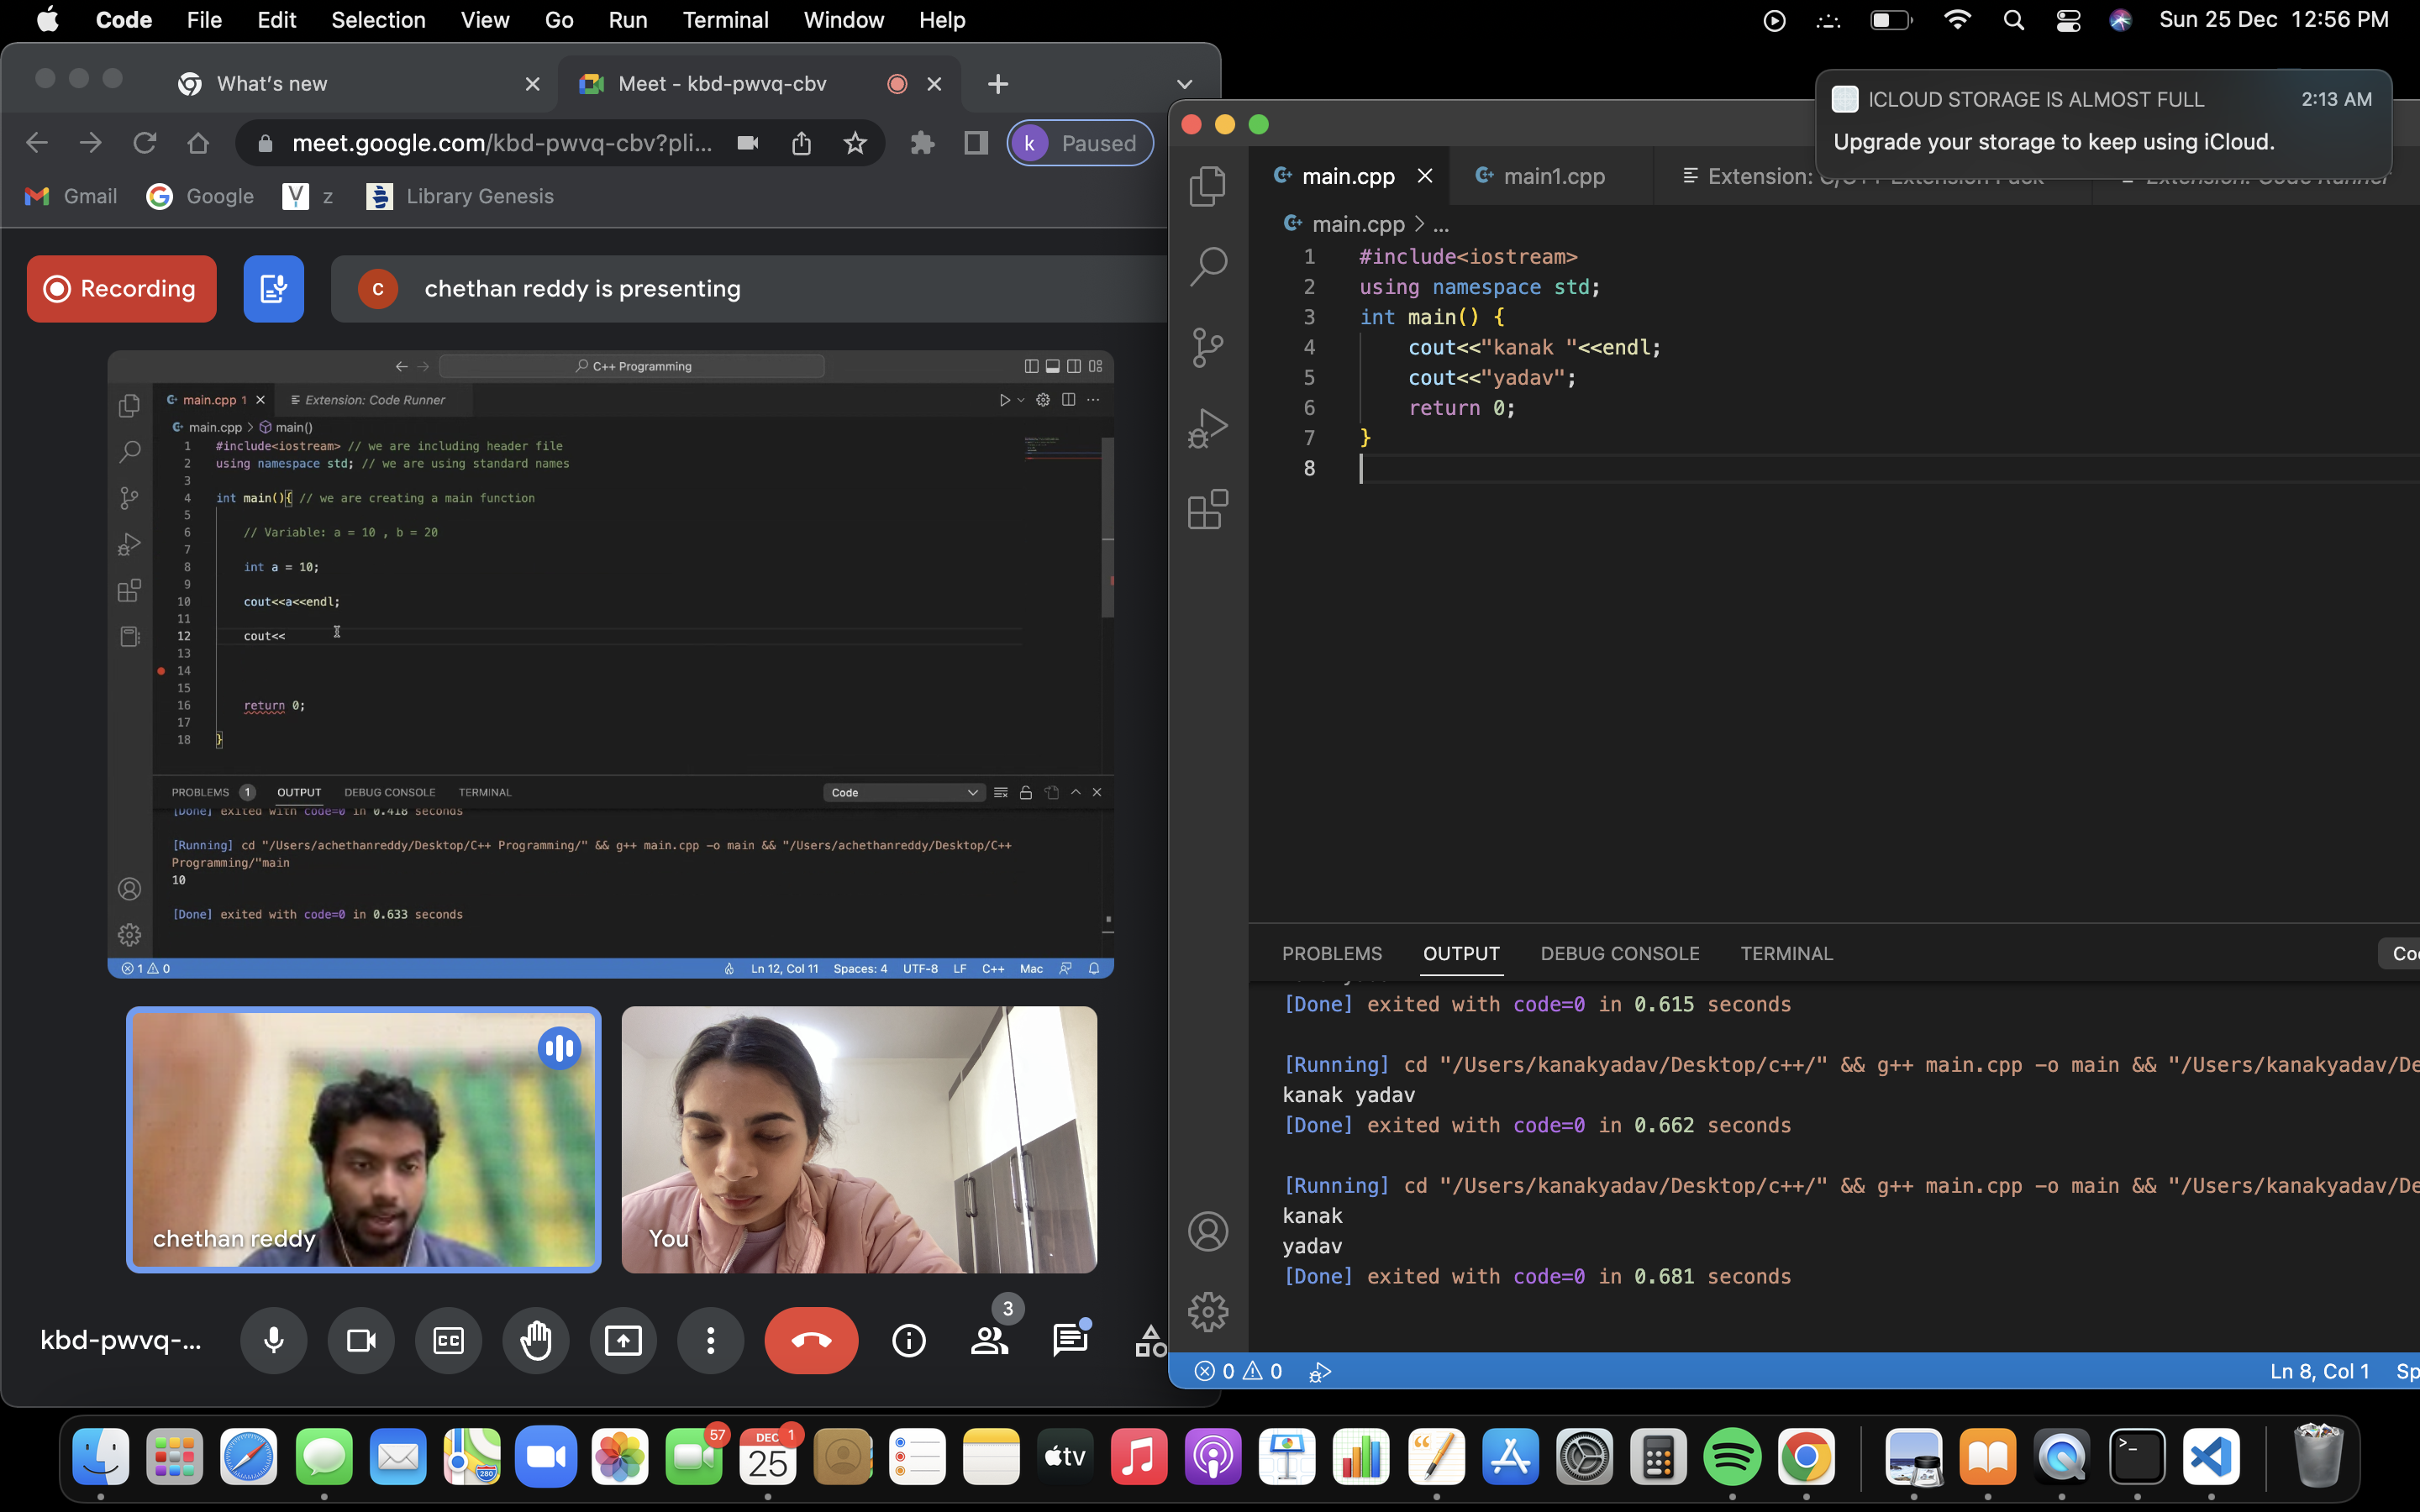 Code File Edit Selection View Go Run Terminal Window Help
Sun 25 Dec 12:56 PM
What's new
Meet - kbd-pwvq-cbv
meet.google.com/kbd-pwvq-cbv?pli...
k Paused
Gmail Google z Library Genesis
Recording
c chethan reddy is presenting
C++ Programming
main.cpp 1 Extension: Code Runner
main.cpp > main()
1 #include<iostream> // we are including header file
2 using namespace std; // we are using standard names
3
4 int main(){ // we are creating a main function
5
6 // Variable: a = 10 , b = 20
7
8 int a = 10;
9
10 cout<<a<<endl;
11
12 cout<<
13
14
15
16 return 0;
17
18 }
PROBLEMS 1 OUTPUT DEBUG CONSOLE TERMINAL Code
[Done] exited with code=0 in 0.418 seconds
[Running] cd "/Users/achethanreddy/Desktop/C++ Programming/" && g++ main.cpp -o main && "/Users/achethanreddy/Desktop/C++
Programming/"main
10
[Done] exited with code=0 in 0.633 seconds
1 0 Ln 12, Col 11 Spaces: 4 UTF-8 LF C++ Mac
chethan reddy
You
kbd-pwvq-...
CC
3
ICLOUD STORAGE IS ALMOST FULL 2:13 AM
Upgrade your storage to keep using iCloud.
main.cpp main1.cpp Extension: C/C++ Extension Pack Extension: Code Runner
main.cpp > ...
1 #include<iostream>
2 using namespace std;
3 int main() {
4 cout<<"kanak "<<endl;
5 cout<<"yadav";
6 return 0;
7 }
8
PROBLEMS OUTPUT DEBUG CONSOLE TERMINAL
[Done] exited with code=0 in 0.615 seconds
[Running] cd "/Users/kanakyadav/Desktop/c++/" && g++ main.cpp -o main && "/Users/kanakyadav/De
kanak yadav
[Done] exited with code=0 in 0.662 seconds
[Running] cd "/Users/kanakyadav/Desktop/c++/" && g++ main.cpp -o main && "/Users/kanakyadav/De
kanak
yadav
[Done] exited with code=0 in 0.681 seconds
0 0 Ln 8, Col 1 Sp
57
DEC 1
25
tv
280